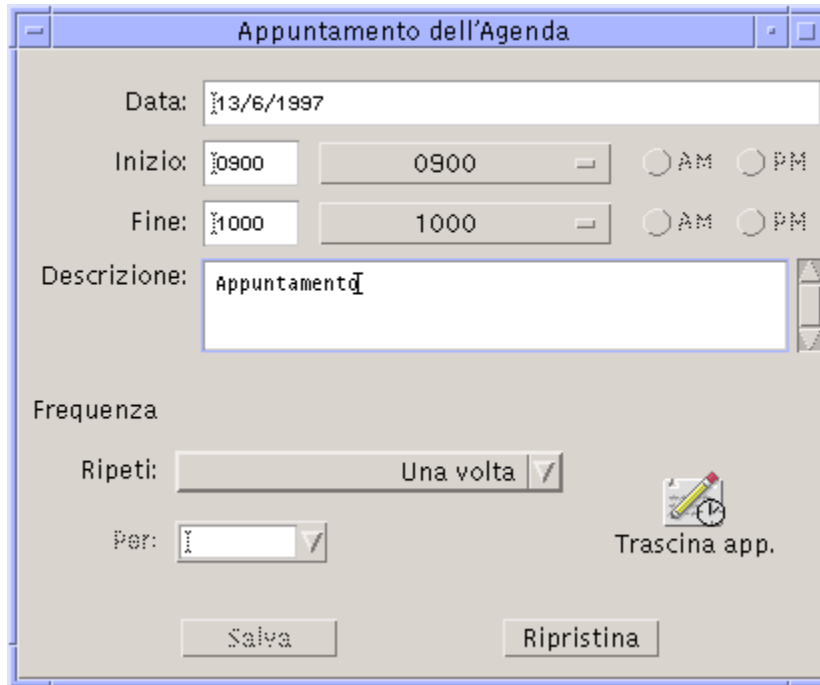 Appuntamento dell'Agenda
Data: 13/6/1997
Inizio: 0900 0900 AM PM
Fine: 1000 1000 AM PM
Descrizione: Appuntamento
Frequenza
Ripeti: Una volta
Per:
Trascina app.
Salva Ripristina